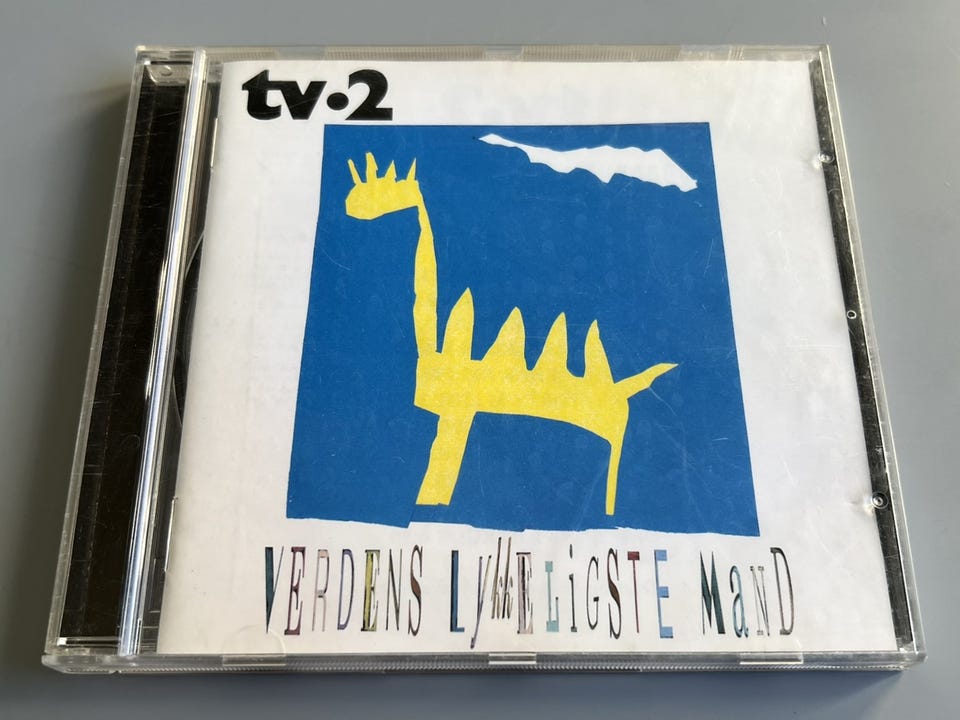 tv·2
VERDENS LykkELiGSTE MaND